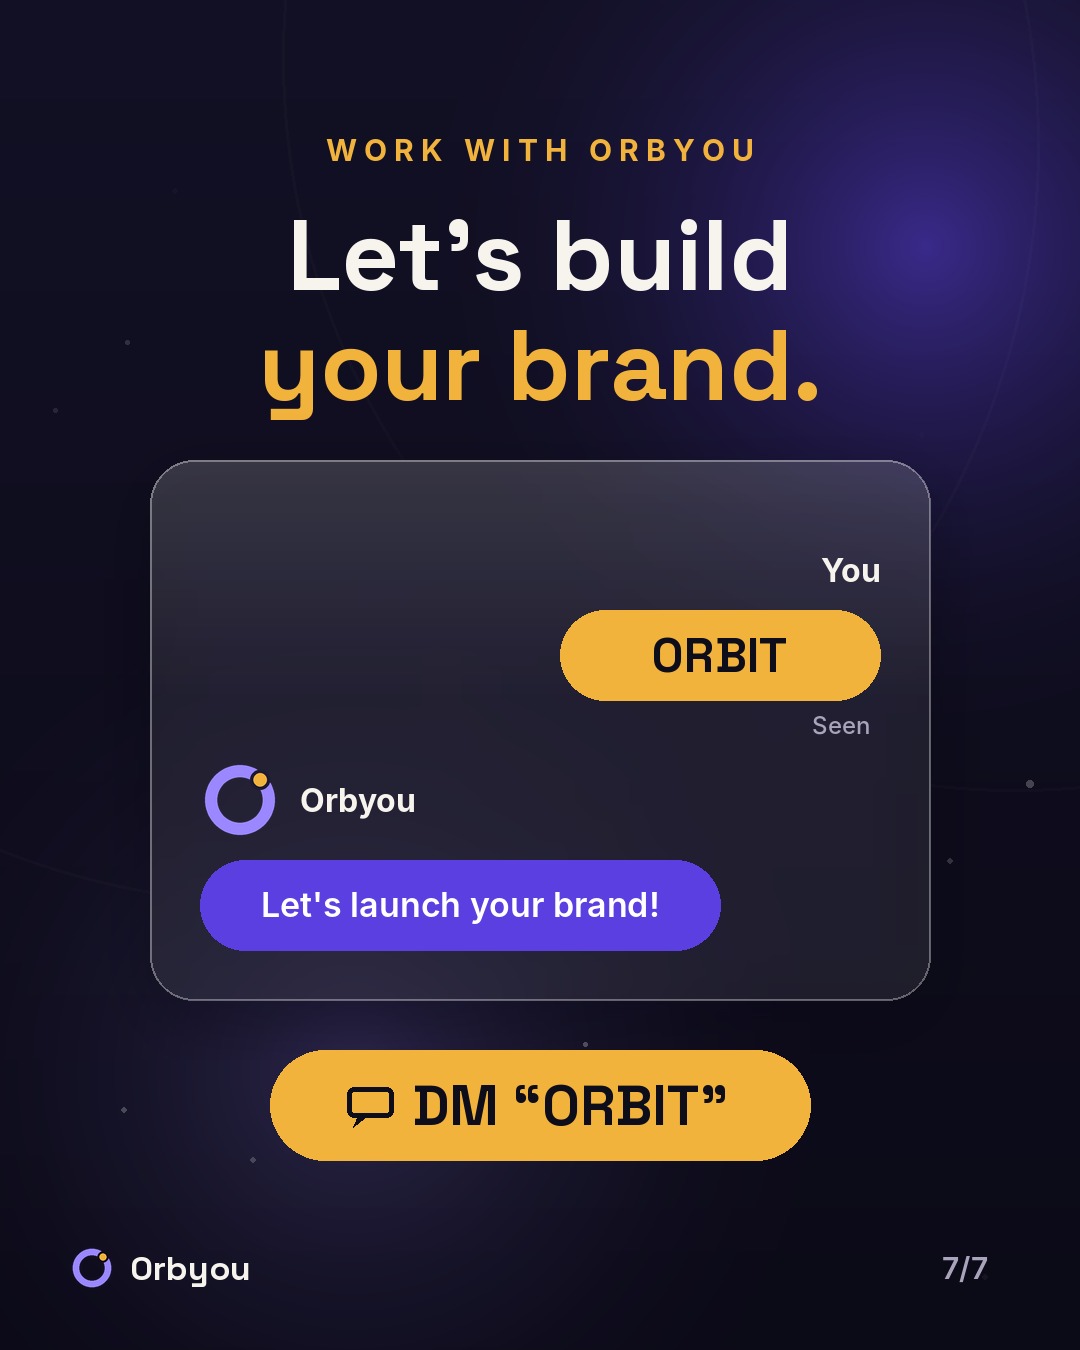 WORK WITH ORBYOU
Let’s build
your brand.
You
ORBIT
Seen
Orbyou
Let's launch your brand!
DM “ORBIT”
Orbyou
7/7